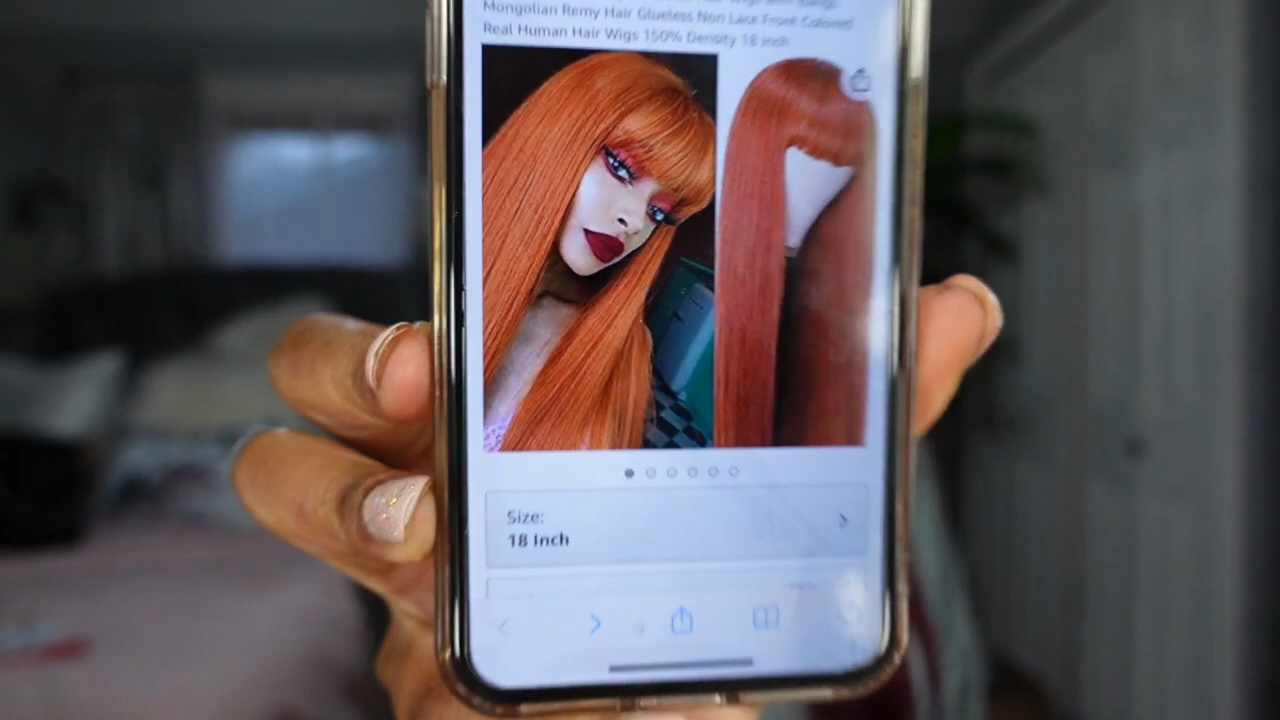 Mongolian Remy Hair Glueless Non Lace Front Colored
Real Human Hair Wigs 150% Density 18 inch
Size:
18 Inch